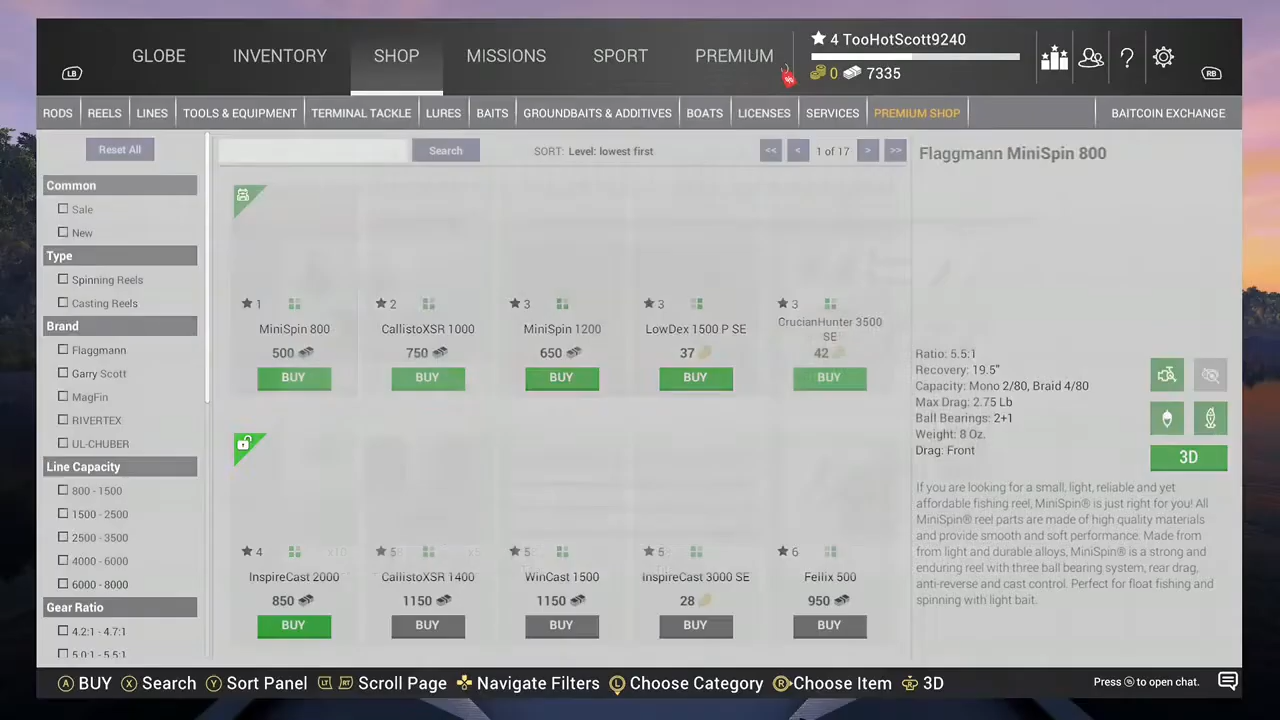 GLOBE INVENTORY SHOP MISSIONS SPORT PREMIUM
4 TooHotScott9240
0 7335
LB
RB
RODS REELS LINES TOOLS & EQUIPMENT TERMINAL TACKLE LURES BAITS GROUNDBAITS & ADDITIVES BOATS LICENSES SERVICES PREMIUM SHOP BAITCOIN EXCHANGE
Reset All
Common
Sale
New
Type
Spinning Reels
Casting Reels
Brand
Flaggmann
Garry Scott
MagFin
RIVERTEX
UL-CHUBER
Line Capacity
800 - 1500
1500 - 2500
2500 - 3500
4000 - 6000
6000 - 8000
Gear Ratio
4.2:1 - 4.7:1
5.0:1 - 5.5:1
Search SORT: Level: lowest first << < 1 of 17 > >>
1 2 3 3 3
MiniSpin 800 CallistoXSR 1000 MiniSpin 1200 LowDex 1500 P SE CrucianHunter 3500
SE
500 750 650 37 42
BUY BUY BUY BUY BUY
4 x10 5 x5 5 5 6
InspireCast 2000 CallistoXSR 1400 WinCast 1500 InspireCast 3000 SE Felix 500
850 1150 1150 28 950
BUY BUY BUY BUY BUY
Flaggmann MiniSpin 800
Ratio: 5.5:1
Recovery: 19.5"
Capacity: Mono 2/80, Braid 4/80
Max Drag: 2.75 Lb
Ball Bearings: 2+1
Weight: 8 Oz.
Drag: Front
3D
If you are looking for a small, light, reliable and yet
affordable fishing reel, MiniSpin® is just right for you! All
MiniSpin® reel parts are made of high quality materials
and provide smooth and soft performance. Made from
from light and durable alloys, MiniSpin® is a strong and
enduring reel with three ball bearing system, rear drag,
anti-reverse and cast control. Perfect for float fishing and
spinning with light bait.
A BUY X Search Y Sort Panel LT RT Scroll Page Navigate Filters L Choose Category R Choose Item 3D
Press to open chat.